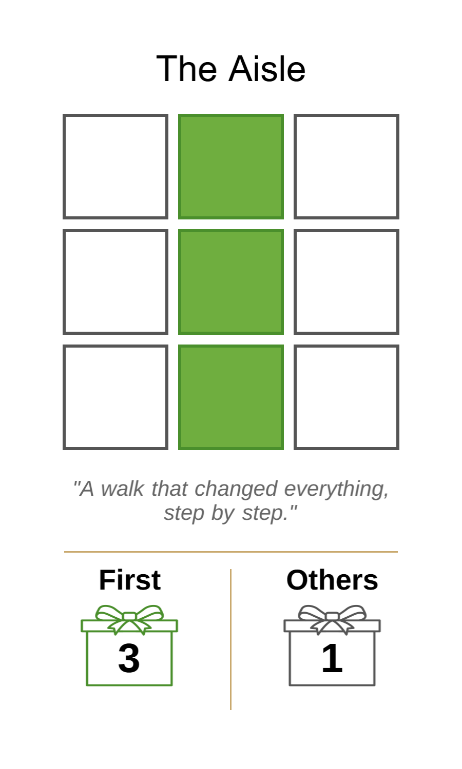 The Aisle
"A walk that changed everything,
step by step."
First
Others
3
1